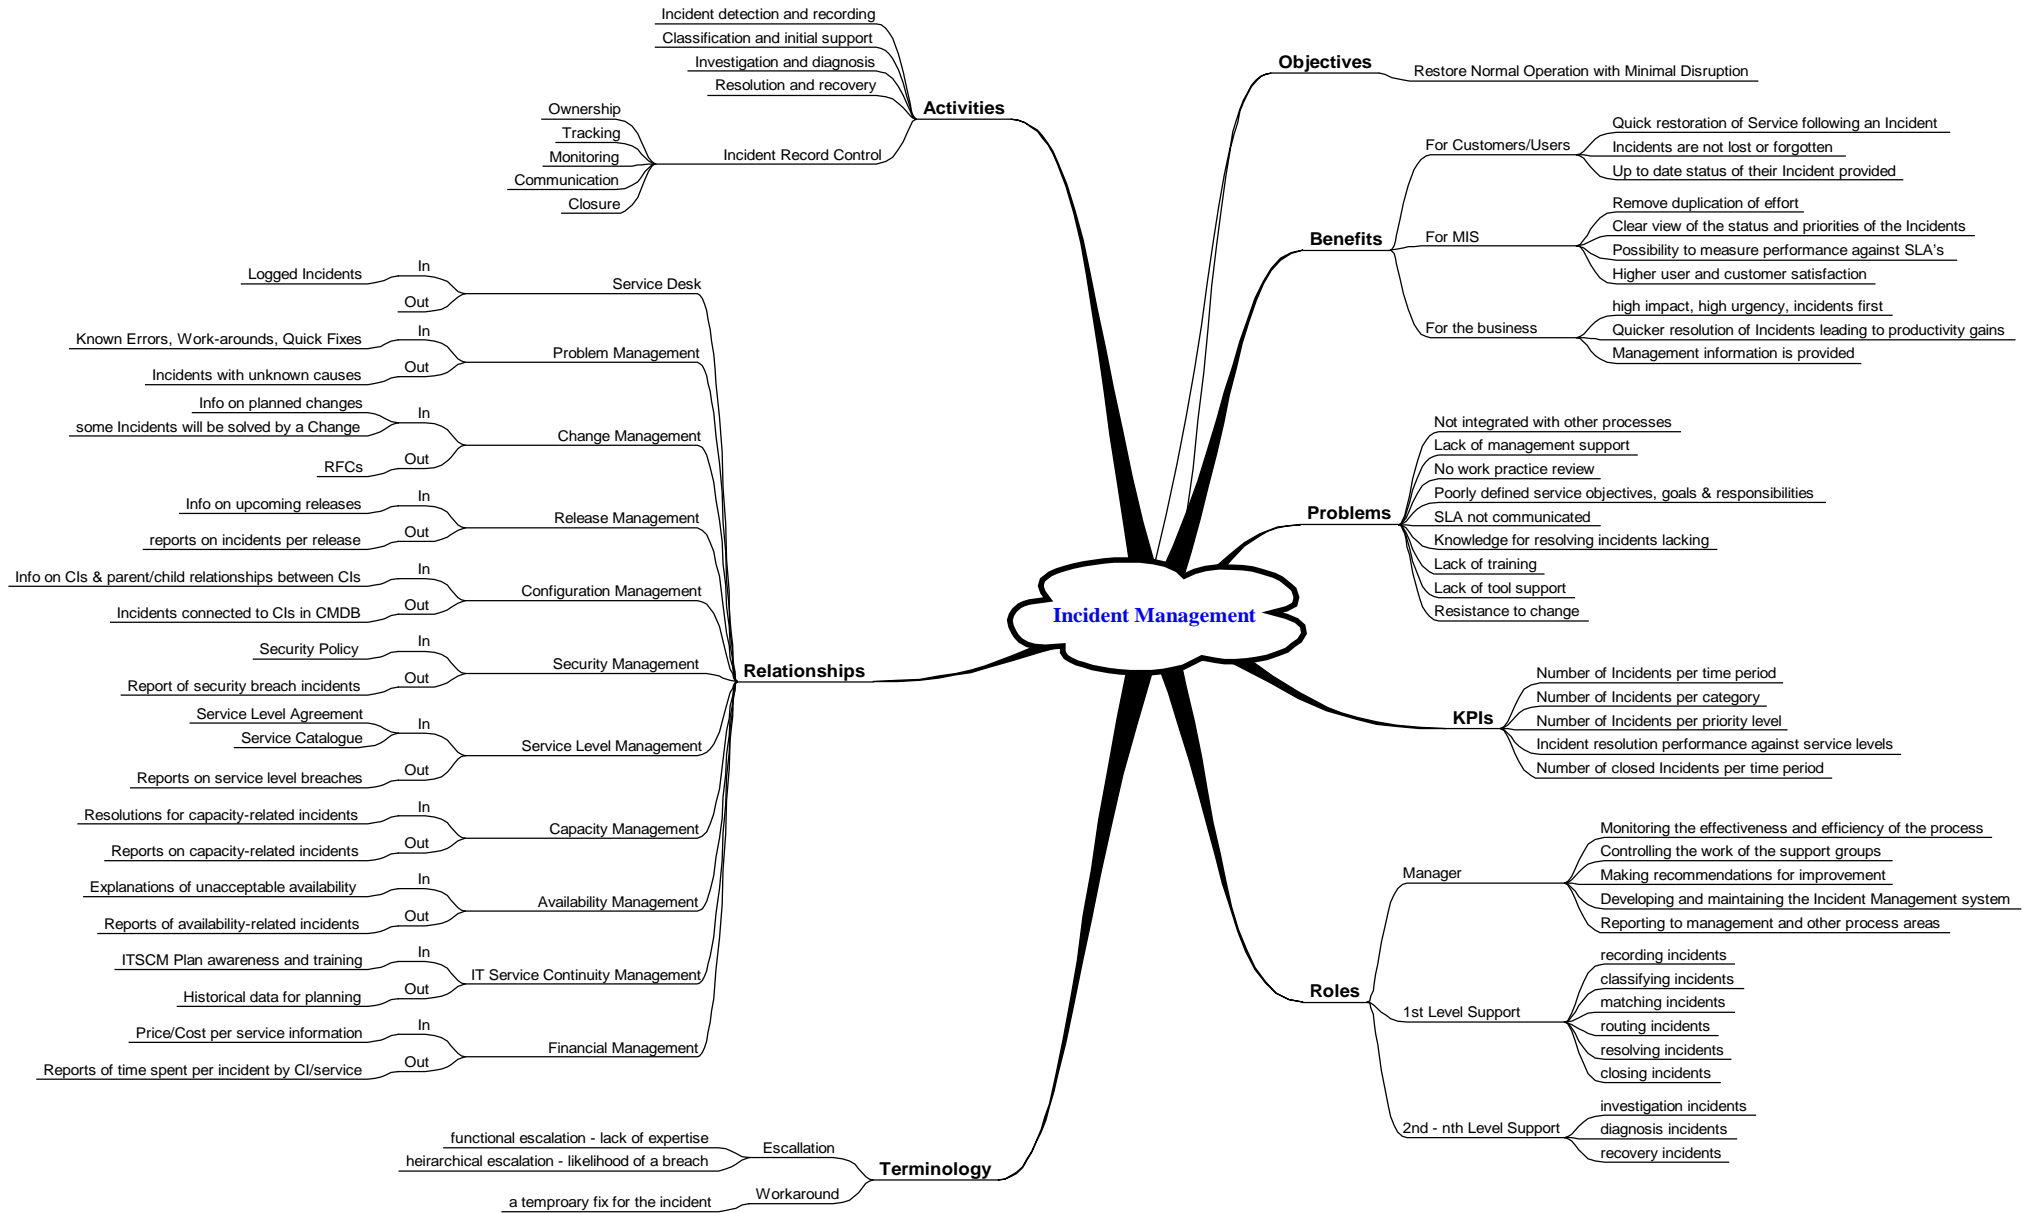 Incident Management
Objectives
Restore Normal Operation with Minimal Disruption
Benefits
For Customers/Users
Quick restoration of Service following an Incident
Incidents are not lost or forgotten
Up to date status of their Incident provided
For MIS
Remove duplication of effort
Clear view of the status and priorities of the Incidents
Possibility to measure performance against SLA's
Higher user and customer satisfaction
For the business
high impact, high urgency, incidents first
Quicker resolution of Incidents leading to productivity gains
Management information is provided
Problems
Not integrated with other processes
Lack of management support
No work practice review
Poorly defined service objectives, goals & responsibilities
SLA not communicated
Knowledge for resolving incidents lacking
Lack of training
Lack of tool support
Resistance to change
KPIs
Number of Incidents per time period
Number of Incidents per category
Number of Incidents per priority level
Incident resolution performance against service levels
Number of closed Incidents per time period
Roles
Manager
Monitoring the effectiveness and efficiency of the process
Controlling the work of the support groups
Making recommendations for improvement
Developing and maintaining the Incident Management system
Reporting to management and other process areas
1st Level Support
recording incidents
classifying incidents
matching incidents
routing incidents
resolving incidents
closing incidents
2nd - nth Level Support
investigation incidents
diagnosis incidents
recovery incidents
Activities
Incident detection and recording
Classification and initial support
Investigation and diagnosis
Resolution and recovery
Incident Record Control
Ownership
Tracking
Monitoring
Communication
Closure
Relationships
Service Desk
In
Logged Incidents
Out
Problem Management
In
Known Errors, Work-arounds, Quick Fixes
Out
Incidents with unknown causes
Change Management
In
Info on planned changes
some Incidents will be solved by a Change
Out
RFCs
Release Management
In
Info on upcoming releases
Out
reports on incidents per release
Configuration Management
In
Info on CIs & parent/child relationships between CIs
Out
Incidents connected to CIs in CMDB
Security Management
In
Security Policy
Out
Report of security breach incidents
Service Level Management
In
Service Level Agreement
Service Catalogue
Out
Reports on service level breaches
Capacity Management
In
Resolutions for capacity-related incidents
Out
Reports on capacity-related incidents
Availability Management
In
Explanations of unacceptable availability
Out
Reports of availability-related incidents
IT Service Continuity Management
In
ITSCM Plan awareness and training
Out
Historical data for planning
Financial Management
In
Price/Cost per service information
Out
Reports of time spent per incident by CI/service
Terminology
Escallation
functional escalation - lack of expertise
heirarchical escalation - likelihood of a breach
Workaround
a temproary fix for the incident